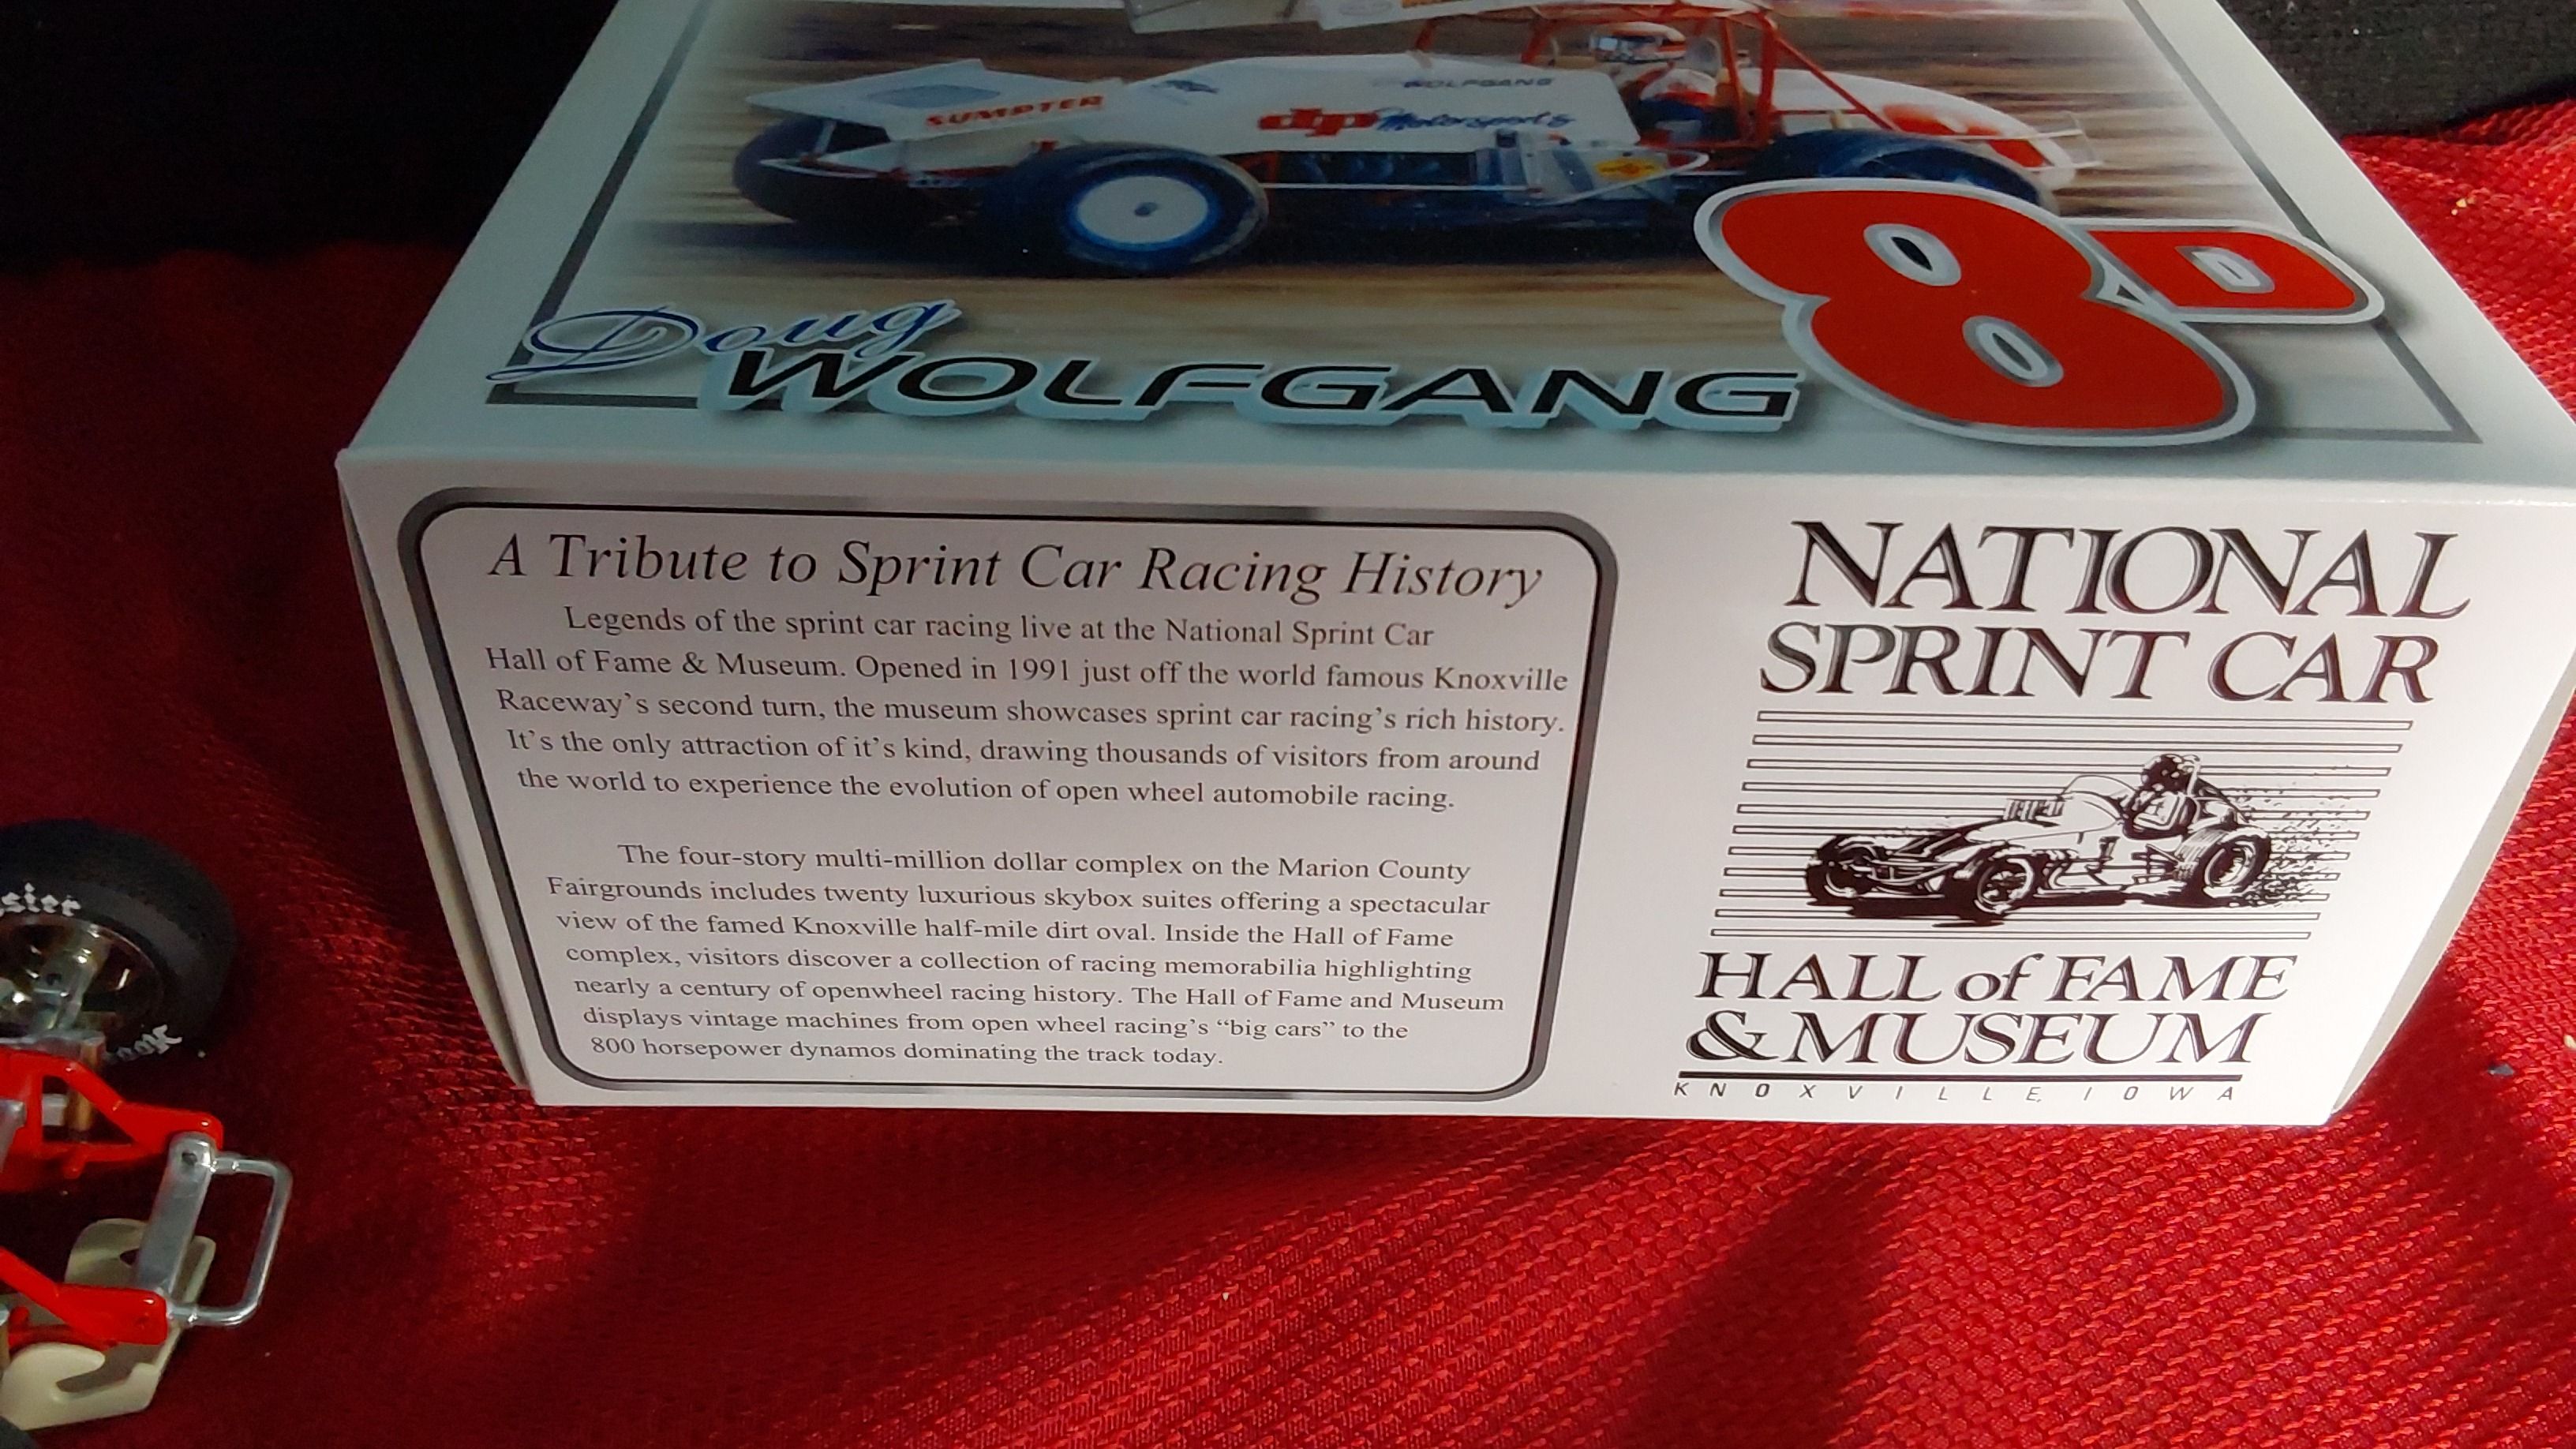 WOLFGANG
SUMPTER
dp Motorsports
8D
Doug
WOLFGANG
A Tribute to Sprint Car Racing History
Legends of the sprint car racing live at the National Sprint Car
Hall of Fame & Museum. Opened in 1991 just off the world famous Knoxville
Raceway's second turn, the museum showcases sprint car racing's rich history.
It's the only attraction of it's kind, drawing thousands of visitors from around
the world to experience the evolution of open wheel automobile racing.
The four-story multi-million dollar complex on the Marion County
Fairgrounds includes twenty luxurious skybox suites offering a spectacular
view of the famed Knoxville half-mile dirt oval. Inside the Hall of Fame
complex, visitors discover a collection of racing memorabilia highlighting
nearly a century of openwheel racing history. The Hall of Fame and Museum
displays vintage machines from open wheel racing's “big cars” to the
800 horsepower dynamos dominating the track today.
NATIONAL
SPRINT CAR
HALL of FAME
& MUSEUM
KNOXVILLE, IOWA